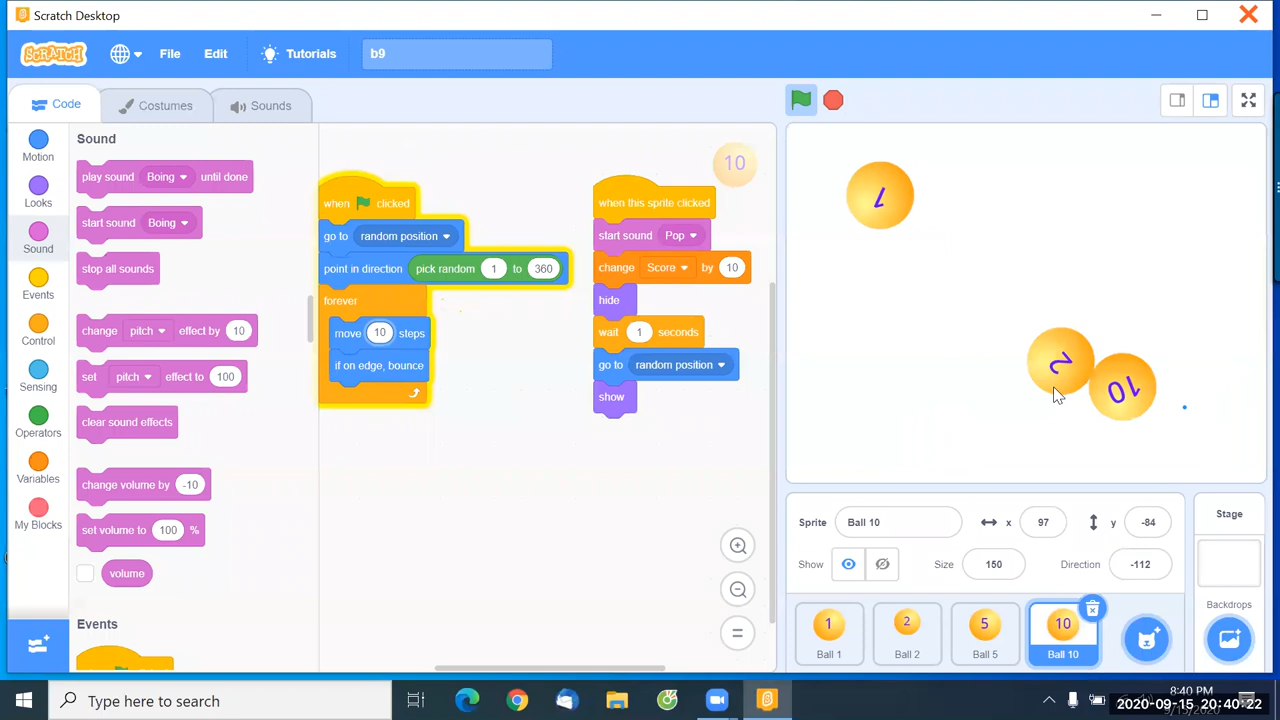 Scratch Desktop
SCRATCH
File
Edit
Tutorials
b9
Code
Costumes
Sounds
Motion
Looks
Sound
Events
Control
Sensing
Operators
Variables
My Blocks
Sound
play sound Boing until done
start sound Boing
stop all sounds
change pitch effect by 10
set pitch effect to 100
clear sound effects
change volume by -10
set volume to 100 %
volume
Events
when clicked
go to random position
point in direction pick random 1 to 360
forever
move 10 steps
if on edge, bounce
10
when this sprite clicked
start sound Pop
change Score by 10
hide
wait 1 seconds
go to random position
show
1
2
10
Sprite Ball 10 x 97 y -84
Show Size 150 Direction -112
1
Ball 1
2
Ball 2
5
Ball 5
10
Ball 10
Stage
Backdrops
Type here to search
8:40 PM
2020-09-15 20:40:22